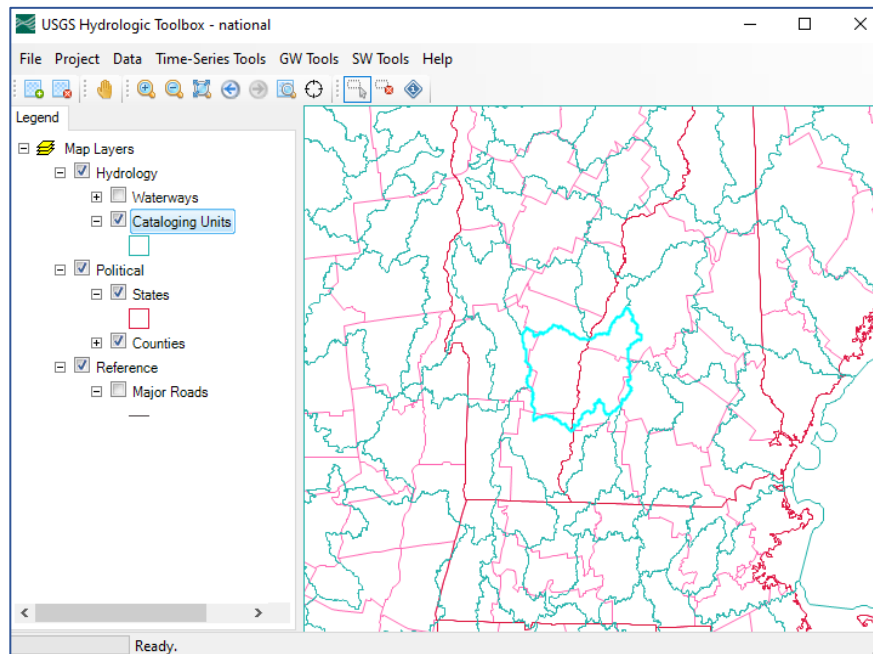 USGS Hydrologic Toolbox - national
File Project Data Time-Series Tools GW Tools SW Tools Help
Legend
Map Layers
Hydrology
Waterways
Cataloging Units
Political
States
Counties
Reference
Major Roads
Ready.